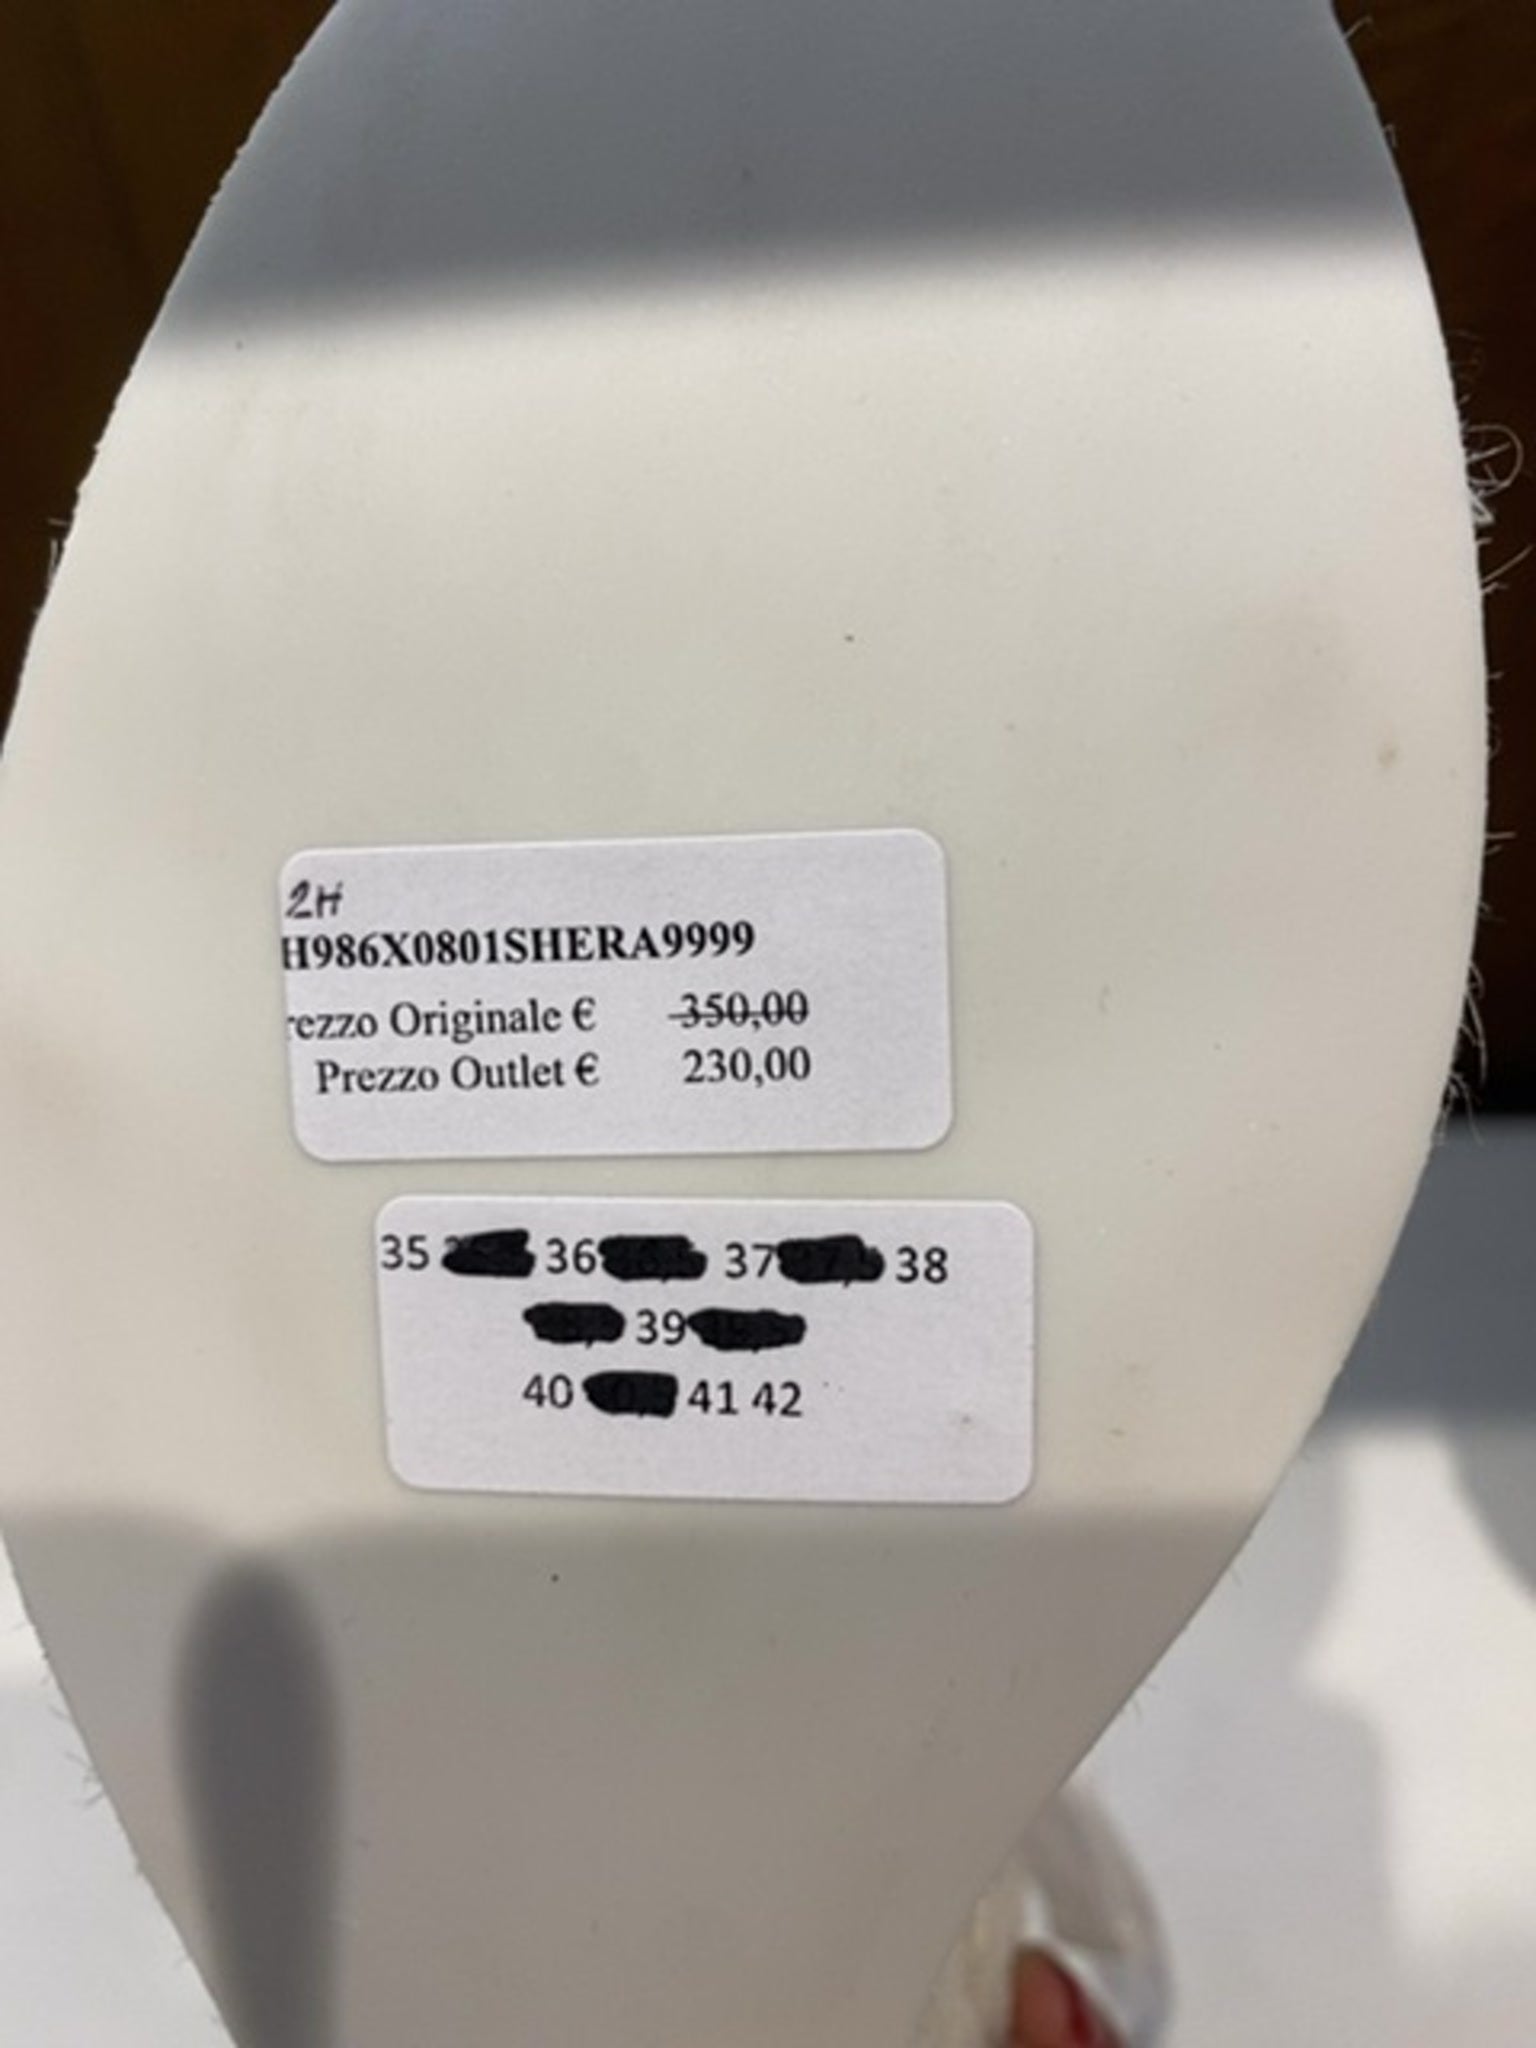 2H
H986X0801SHERA9999
rezzo Originale € 350,00
Prezzo Outlet € 230,00
35 36 37 38
39
40 41 42